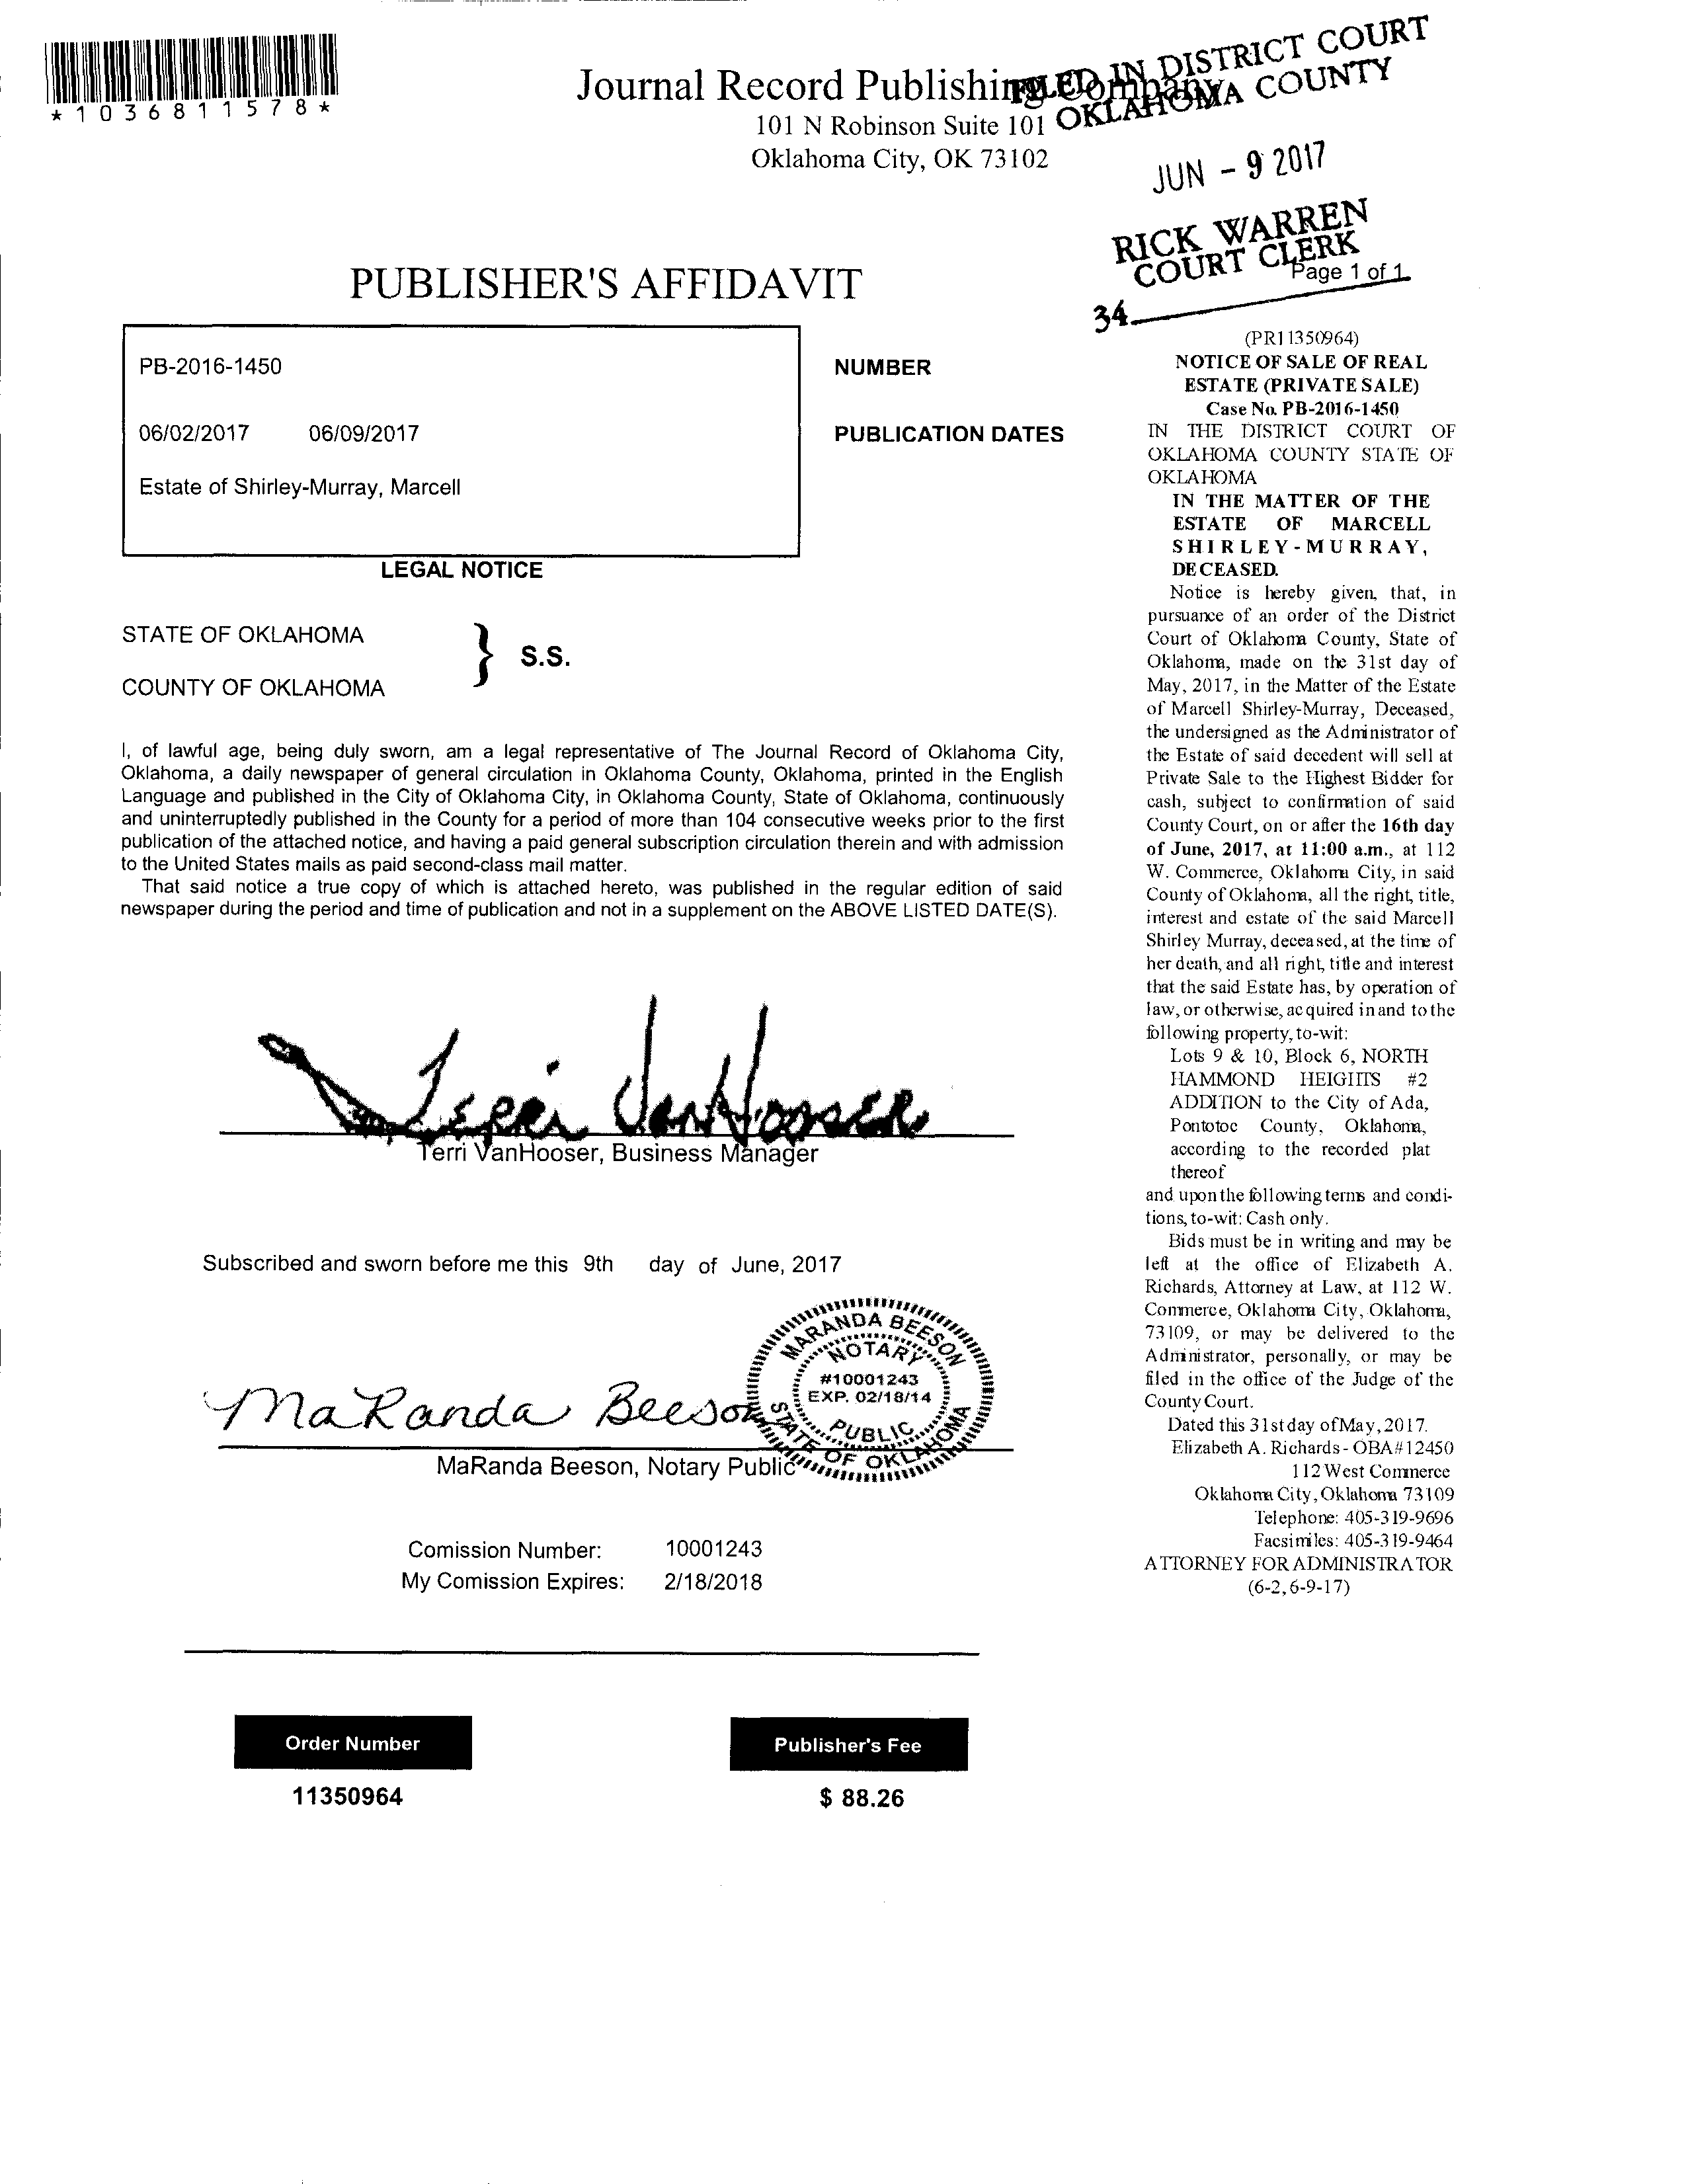 *1036811578*
Journal Record Publishing Company
101 N Robinson Suite 101
Oklahoma City, OK 73102
FILED IN DISTRICT COURT
OKLAHOMA COUNTY
JUN - 9 2017
RICK WARREN
COURT CLERK
Page 1 of 1
34
PUBLISHER'S AFFIDAVIT
PB-2016-1450
NUMBER
06/02/2017 06/09/2017
PUBLICATION DATES
Estate of Shirley-Murray, Marcell
LEGAL NOTICE
STATE OF OKLAHOMA
} S.S.
COUNTY OF OKLAHOMA
I, of lawful age, being duly sworn, am a legal representative of The Journal Record of Oklahoma City,
Oklahoma, a daily newspaper of general circulation in Oklahoma County, Oklahoma, printed in the English
Language and published in the City of Oklahoma City, in Oklahoma County, State of Oklahoma, continuously
and uninterruptedly published in the County for a period of more than 104 consecutive weeks prior to the first
publication of the attached notice, and having a paid general subscription circulation therein and with admission
to the United States mails as paid second-class mail matter.
That said notice a true copy of which is attached hereto, was published in the regular edition of said
newspaper during the period and time of publication and not in a supplement on the ABOVE LISTED DATE(S).
Terri VanHooser
Terri VanHooser, Business Manager
Subscribed and sworn before me this 9th day of June, 2017
MaRanda Beeson
MARANDA BEESON
NOTARY
#10001243
EXP. 02/18/14
PUBLIC
STATE OF OKLAHOMA
MaRanda Beeson, Notary Public
Comission Number: 10001243
My Comission Expires: 2/18/2018
Order Number
Publisher's Fee
11350964
$ 88.26
(PR11350964)
NOTICE OF SALE OF REAL
ESTATE (PRIVATE SALE)
Case No. PB-2016-1450
IN THE DISTRICT COURT OF
OKLAHOMA COUNTY STATE OF
OKLAHOMA
IN THE MATTER OF THE
ESTATE OF MARCELL
SHIRLEY-MURRAY,
DECEASED.
Notice is hereby given, that, in
pursuance of an order of the District
Court of Oklahoma County, State of
Oklahoma, made on the 31st day of
May, 2017, in the Matter of the Estate
of Marcell Shirley-Murray, Deceased,
the undersigned as the Administrator of
the Estate of said decedent will sell at
Private Sale to the Highest Bidder for
cash, subject to confirmation of said
County Court, on or after the 16th day
of June, 2017, at 11:00 a.m., at 112
W. Commerce, Oklahoma City, in said
County of Oklahoma, all the right, title,
interest and estate of the said Marcell
Shirley Murray, deceased, at the time of
her death, and all right, title and interest
that the said Estate has, by operation of
law, or otherwise, acquired in and to the
following property, to-wit:
Lots 9 & 10, Block 6, NORTH
HAMMOND HEIGHTS #2
ADDITION to the City of Ada,
Pontotoc County, Oklahoma,
according to the recorded plat
thereof
and upon the following terms and condi-
tions, to-wit: Cash only.
Bids must be in writing and may be
left at the office of Elizabeth A.
Richards, Attorney at Law, at 112 W.
Commerce, Oklahoma City, Oklahoma,
73109, or may be delivered to the
Administrator, personally, or may be
filed in the office of the Judge of the
County Court.
Dated this 31st day of May, 2017.
Elizabeth A. Richards - OBA#12450
112 West Commerce
Oklahoma City, Oklahoma 73109
Telephone: 405-319-9696
Facsimiles: 405-319-9464
ATTORNEY FOR ADMINISTRATOR
(6-2, 6-9-17)